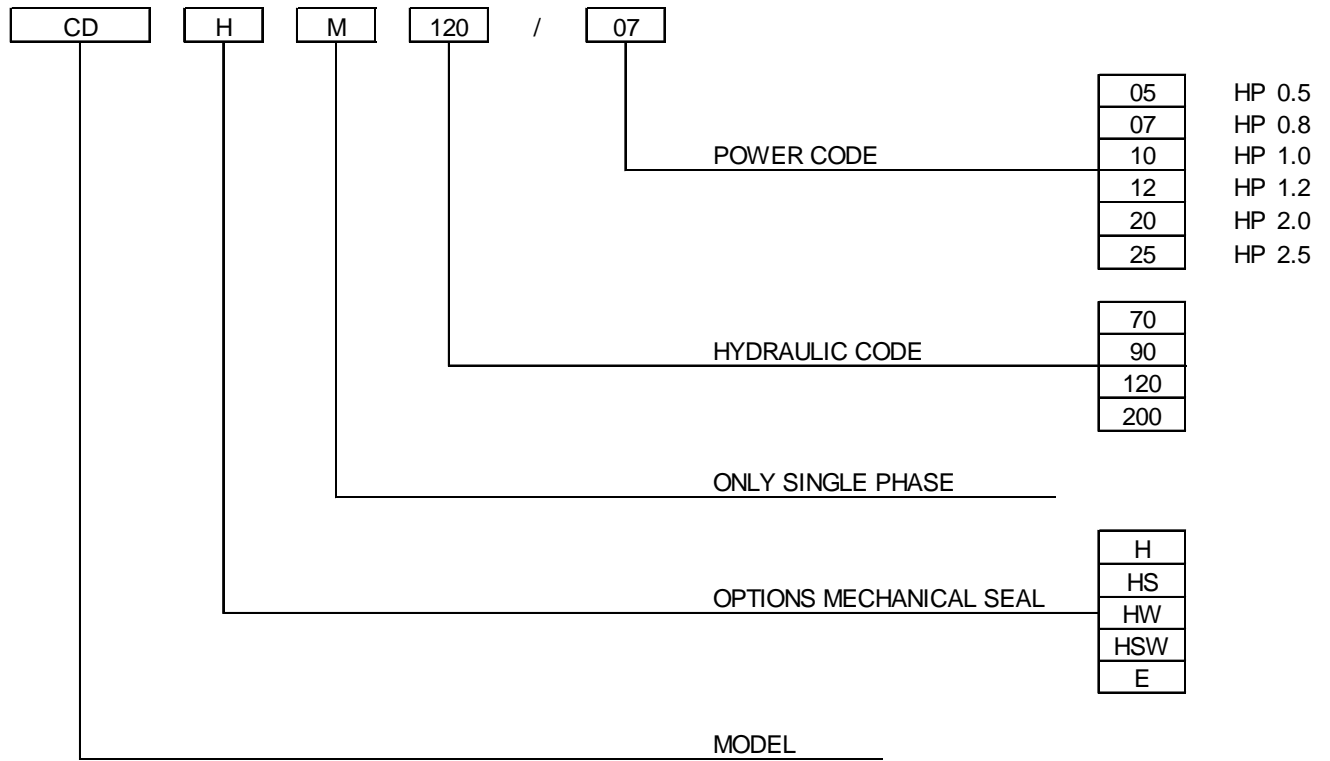 CD H M 120 / 07
05 HP 0.5
07 HP 0.8
POWER CODE 10 HP 1.0
12 HP 1.2
20 HP 2.0
25 HP 2.5
70
HYDRAULIC CODE 90
120
200
ONLY SINGLE PHASE
H
HS
OPTIONS MECHANICAL SEAL HW
HSW
E
MODEL